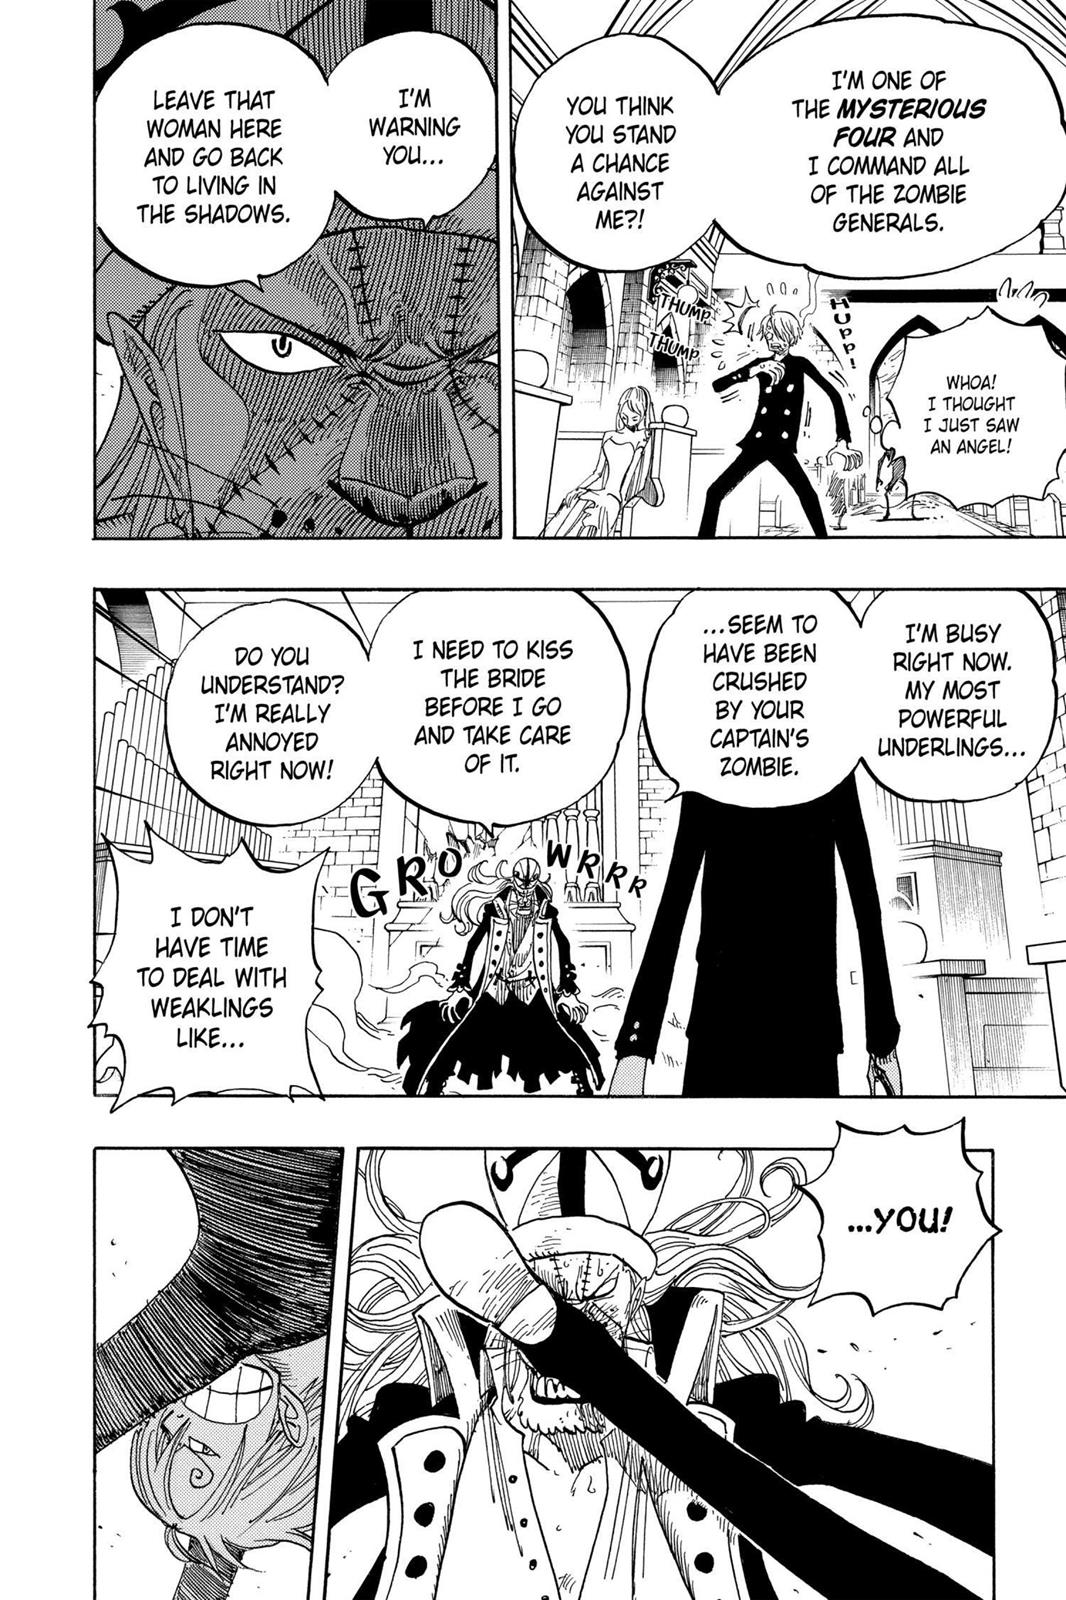 I'M ONE OF
THE MYSTERIOUS
FOUR AND
I COMMAND ALL
OF THE ZOMBIE
GENERALS.
YOU THINK
YOU STAND
A CHANCE
AGAINST
ME?!
THUMP
THUMP
HUPP!
WHOA!
I THOUGHT
I JUST SAW
AN ANGEL!
I'M
WARNING
YOU...
LEAVE THAT
WOMAN HERE
AND GO BACK
TO LIVING IN
THE SHADOWS.
I'M BUSY
RIGHT NOW.
MY MOST
POWERFUL
UNDERLINGS...
...SEEM TO
HAVE BEEN
CRUSHED
BY YOUR
CAPTAIN'S
ZOMBIE.
I NEED TO KISS
THE BRIDE
BEFORE I GO
AND TAKE CARE
OF IT.
DO YOU
UNDERSTAND?
I'M REALLY
ANNOYED
RIGHT NOW!
GRO
WRRR
I DON'T
HAVE TIME
TO DEAL WITH
WEAKLINGS
LIKE...
...YOU!